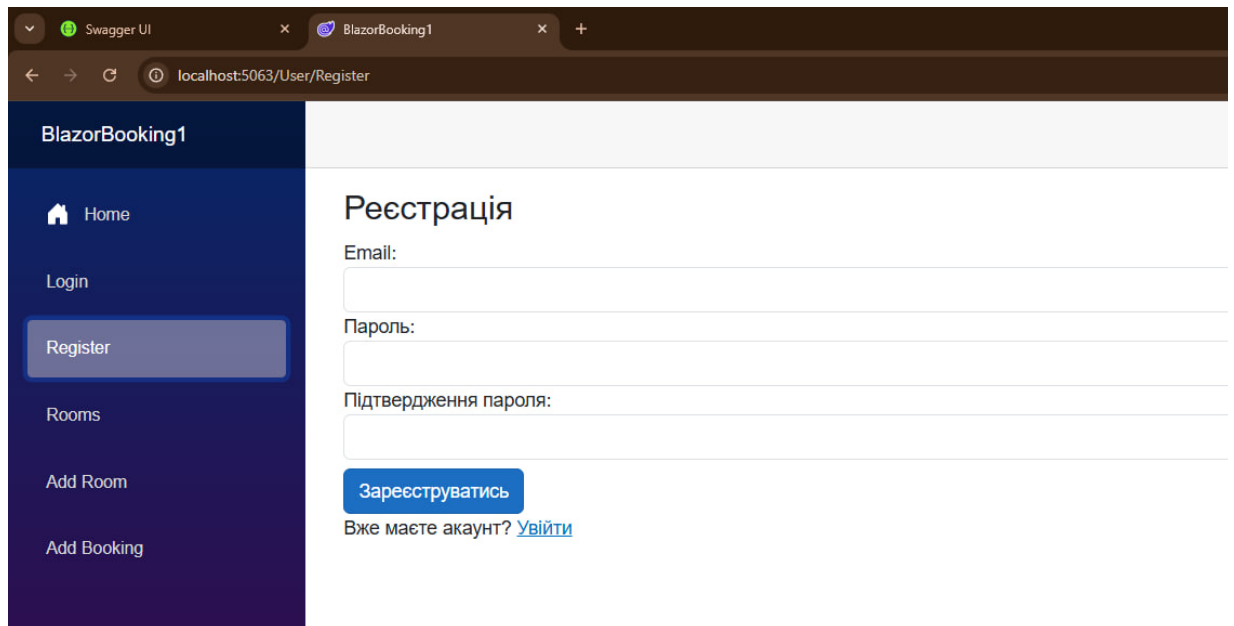 Swagger UI
BlazorBooking1
localhost:5063/User/Register
BlazorBooking1
Home
Login
Register
Rooms
Add Room
Add Booking
Реєстрація
Email:
Пароль:
Підтвердження пароля:
Зареєструватись
Вже маєте акаунт? Увійти